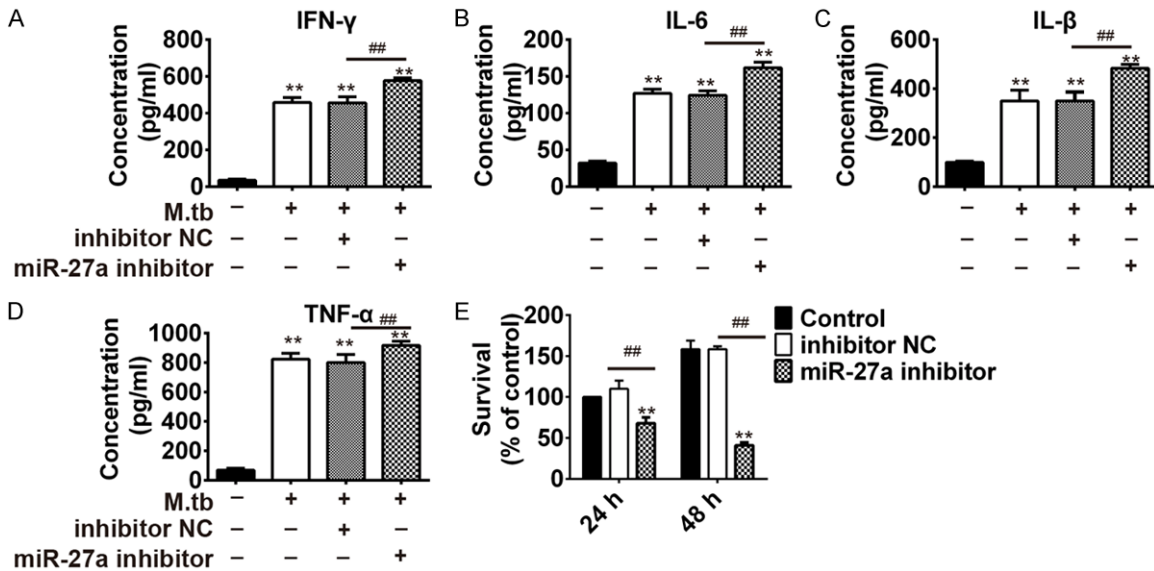 A
IFN-γ
Concentration
(pg/ml)
800
600
400
200
0
**
**
**
##
M.tb – + + +
inhibitor NC – – + –
miR-27a inhibitor – – – +
B
IL-6
Concentration
(pg/ml)
200
150
100
50
0
**
**
**
##
– + + +
– – + –
– – – +
C
IL-β
Concentration
(pg/ml)
600
400
200
0
**
**
**
##
– + + +
– – + –
– – – +
D
TNF-α
Concentration
(pg/ml)
1000
800
600
400
200
0
**
**
**
##
M.tb – + + +
inhibitor NC – – + –
miR-27a inhibitor – – – +
E
Survival
(% of control)
200
150
100
50
0
##
**
##
**
24 h
48 h
Control
inhibitor NC
miR-27a inhibitor